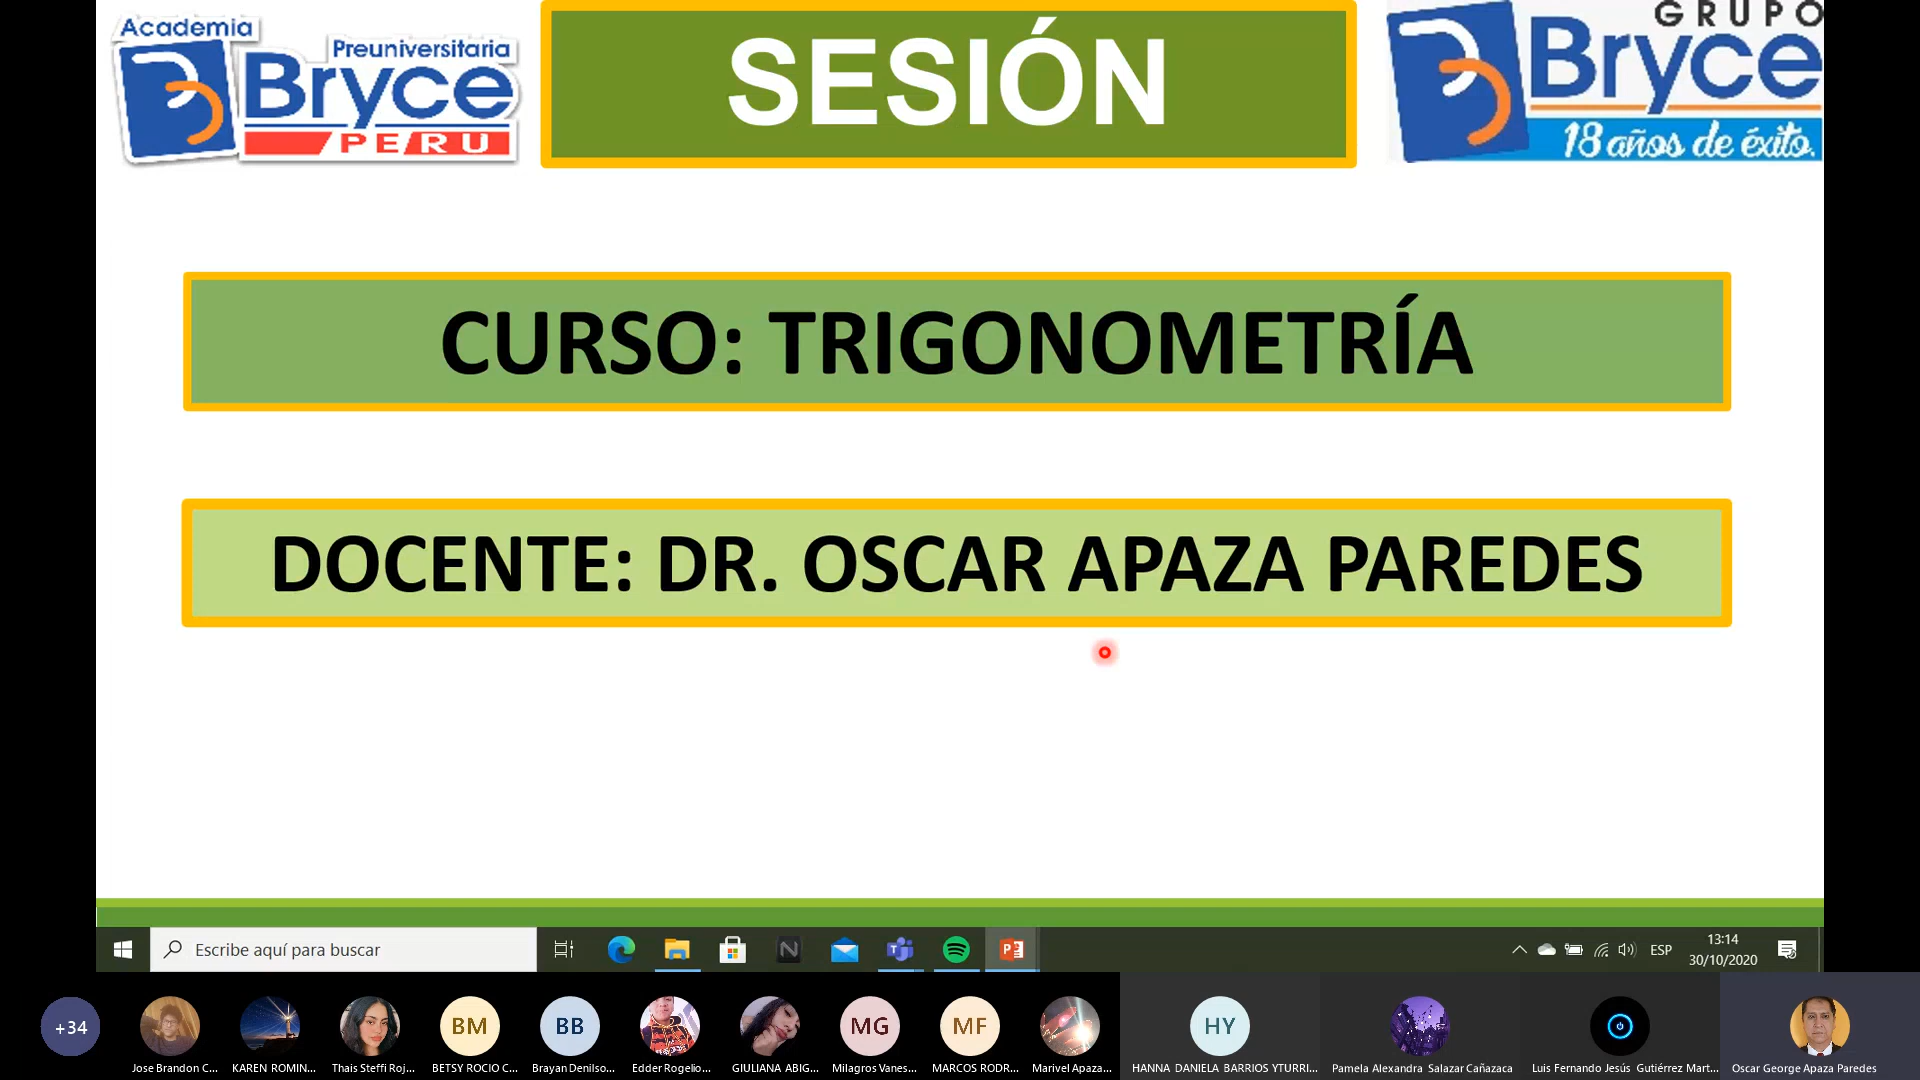 Academia
Preuniversitaria
Bryce
PERU
SESIÓN
GRUPO
Bryce
18 años de éxito.
CURSO: TRIGONOMETRÍA
DOCENTE: DR. OSCAR APAZA PAREDES
Escribe aquí para buscar
ESP
13:14
30/10/2020
+34
BM
BB
MG
MF
HY
Jose Brandon C...
KAREN ROMIN...
Thais Steffi Roj...
BETSY ROCIO C...
Brayan Denilso...
Edder Rogelio...
GIULIANA ABIG...
Milagros Vanes...
MARCOS RODR...
Marivel Apaza...
HANNA DANIELA BARRIOS YTURRI...
Pamela Alexandra Salazar Cañazaca
Luis Fernando Jesús Gutiérrez Mart...
Oscar George Apaza Paredes